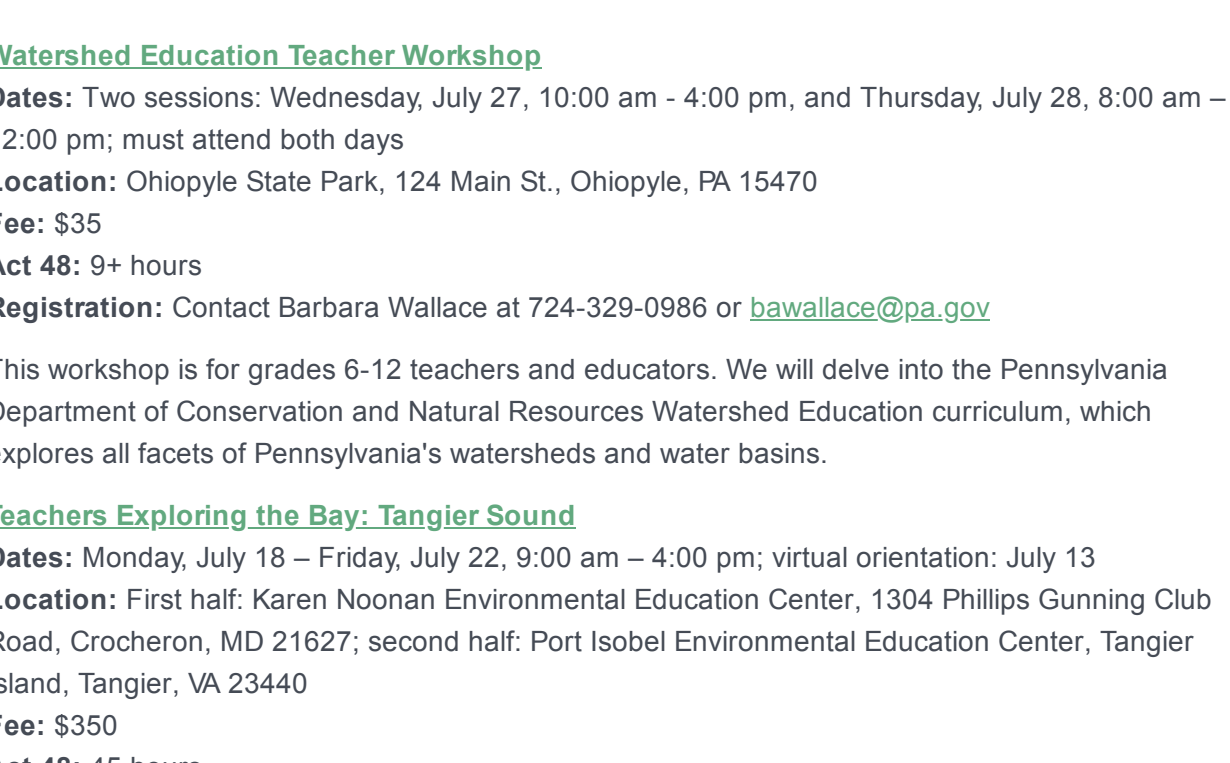 Watershed Education Teacher Workshop
Dates: Two sessions: Wednesday, July 27, 10:00 am - 4:00 pm, and Thursday, July 28, 8:00 am –
2:00 pm; must attend both days
Location: Ohiopyle State Park, 124 Main St., Ohiopyle, PA 15470
Fee: $35
Act 48: 9+ hours
Registration: Contact Barbara Wallace at 724-329-0986 or bawallace@pa.gov
This workshop is for grades 6-12 teachers and educators. We will delve into the Pennsylvania
Department of Conservation and Natural Resources Watershed Education curriculum, which
explores all facets of Pennsylvania's watersheds and water basins.
Teachers Exploring the Bay: Tangier Sound
Dates: Monday, July 18 – Friday, July 22, 9:00 am – 4:00 pm; virtual orientation: July 13
Location: First half: Karen Noonan Environmental Education Center, 1304 Phillips Gunning Club
Road, Crocheron, MD 21627; second half: Port Isobel Environmental Education Center, Tangier
Island, Tangier, VA 23440
Fee: $350
Act 48: 45 hours